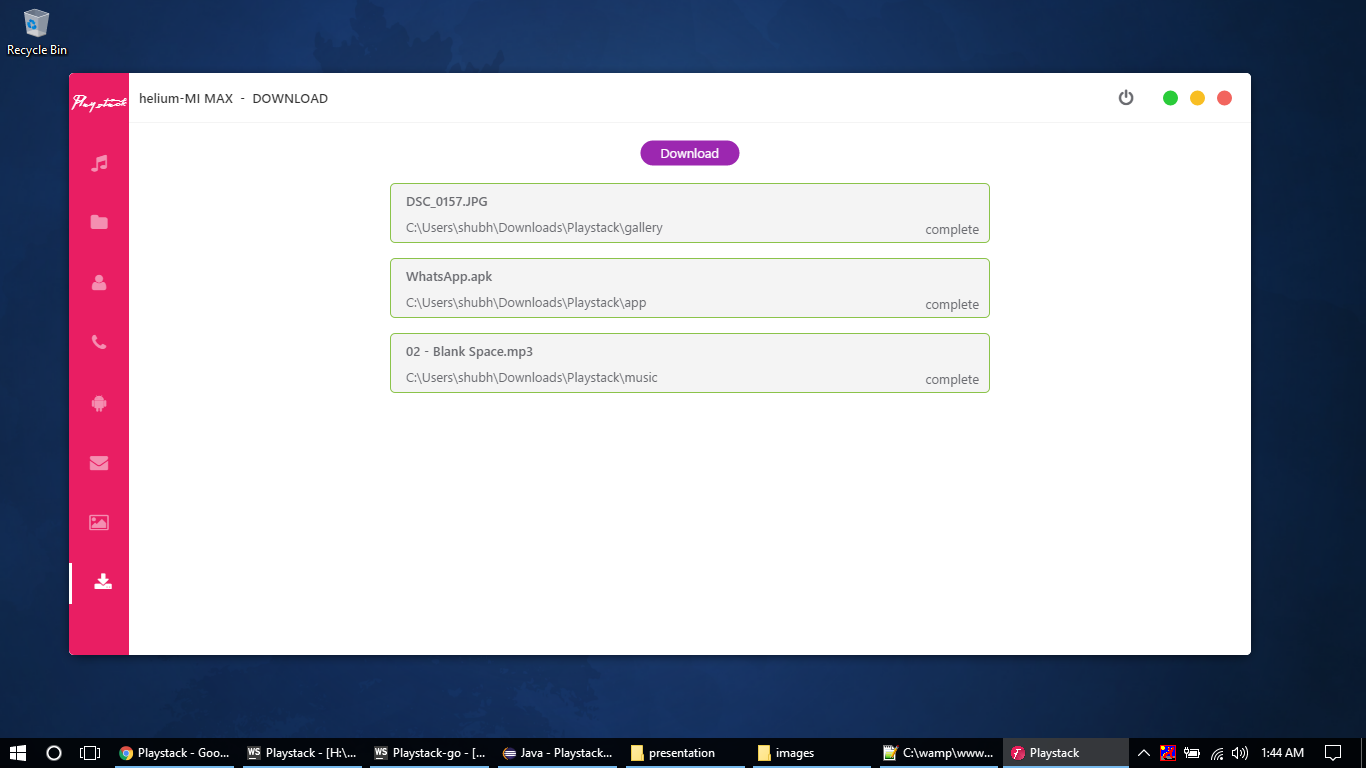 Recycle Bin
Playstack
helium-MI MAX - DOWNLOAD
Download
DSC_0157.JPG
C:\Users\shubh\Downloads\Playstack\gallery
complete
WhatsApp.apk
C:\Users\shubh\Downloads\Playstack\app
complete
02 - Blank Space.mp3
C:\Users\shubh\Downloads\Playstack\music
complete
Playstack - Goo...
WS
Playstack - [H:\...
WS
Playstack-go - [...
Java - Playstack...
presentation
images
C:\wamp\www...
Playstack
1:44 AM